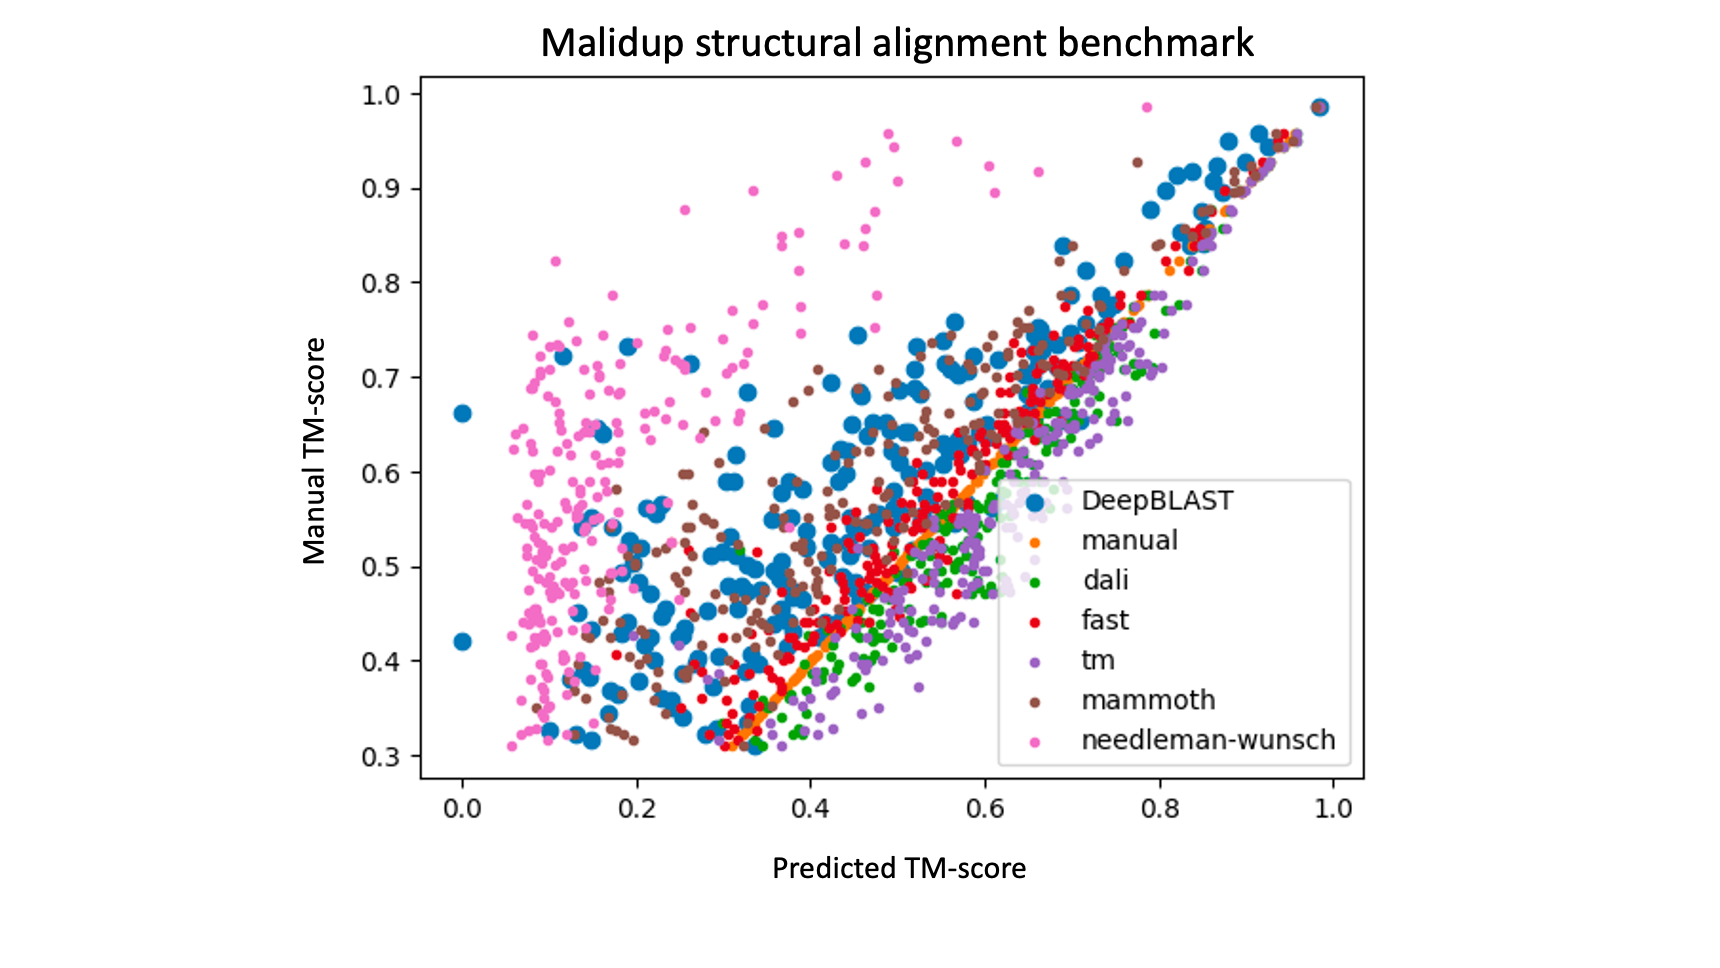 Malidup structural alignment benchmark
1.0
0.9
0.8
0.7
0.6
0.5
0.4
0.3
Manual TM-score
DeepBLAST
manual
dali
fast
tm
mammoth
needleman-wunsch
0.0 0.2 0.4 0.6 0.8 1.0
Predicted TM-score